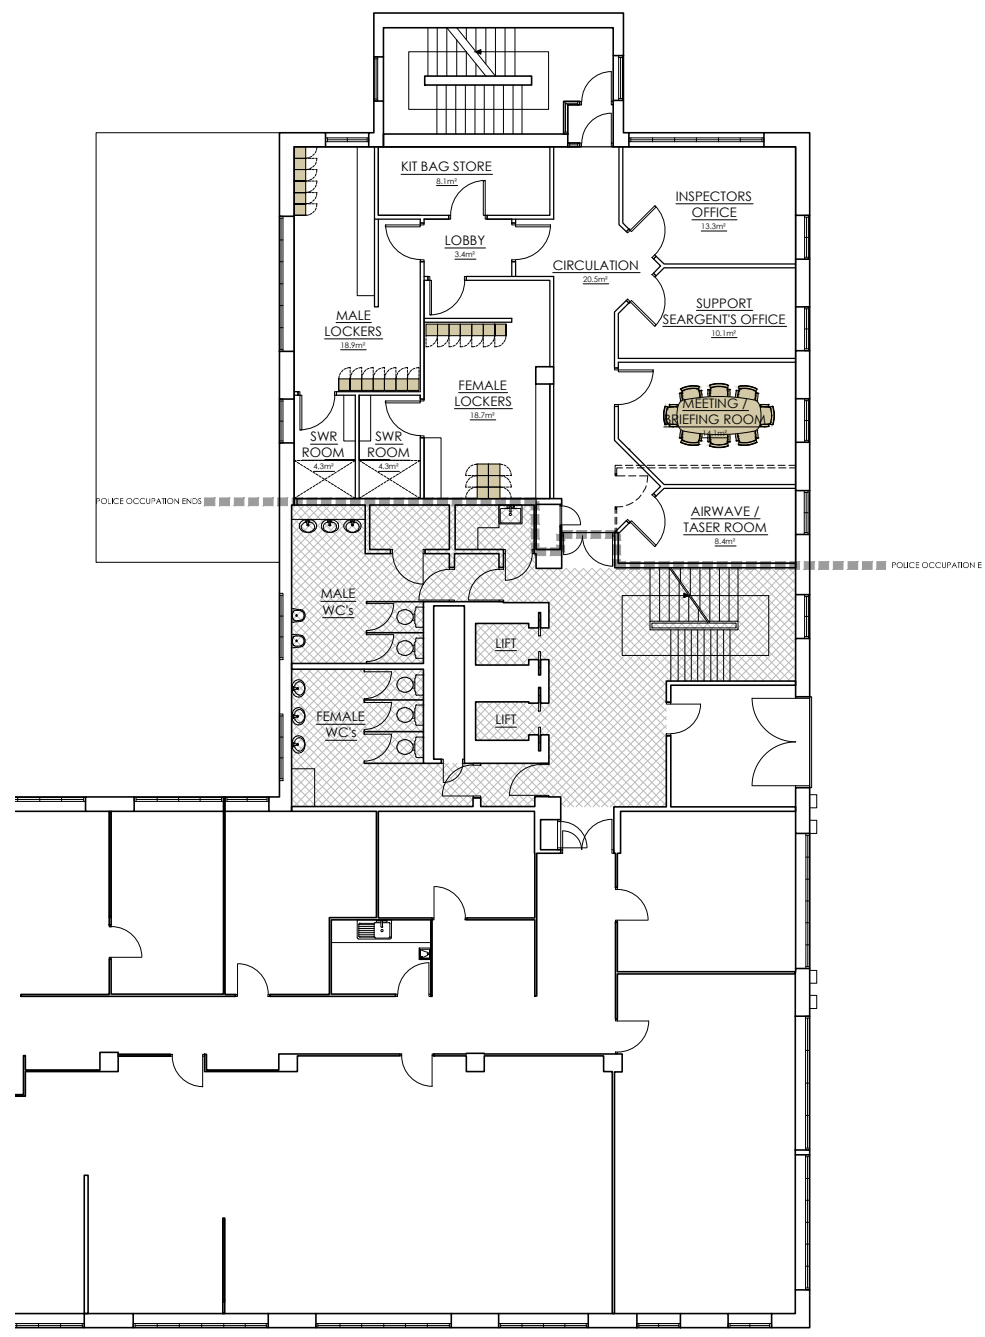 KIT BAG STORE
8.1m²
INSPECTORS
OFFICE
13.3m²
LOBBY
3.4m²
CIRCULATION
20.5m²
SUPPORT
SEARGENT'S OFFICE
10.1m²
MALE
LOCKERS
18.9m²
FEMALE
LOCKERS
18.7m²
MEETING /
BRIEFING ROOM
14.1m²
SWR
ROOM
4.3m²
SWR
ROOM
4.3m²
POLICE OCCUPATION ENDS
AIRWAVE /
TASER ROOM
8.4m²
POLICE OCCUPATION E
MALE
WC's
LIFT
FEMALE
WC's
LIFT